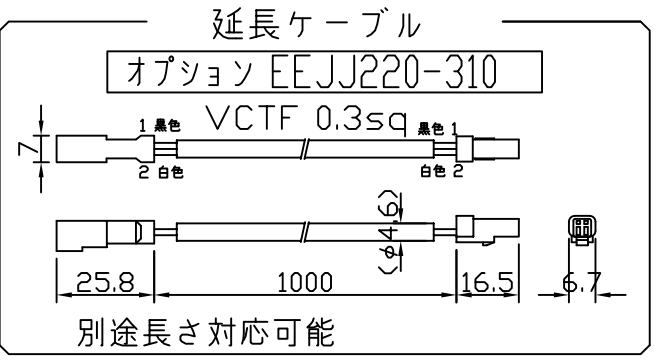 延長ケーブル
オプション EEJJ220-310
VCTF 0.3sq
1 黒色
黒色 1
7
2 白色
白色 2
(φ4.6)
25.8
1000
16.5
6.7
別途長さ対応可能